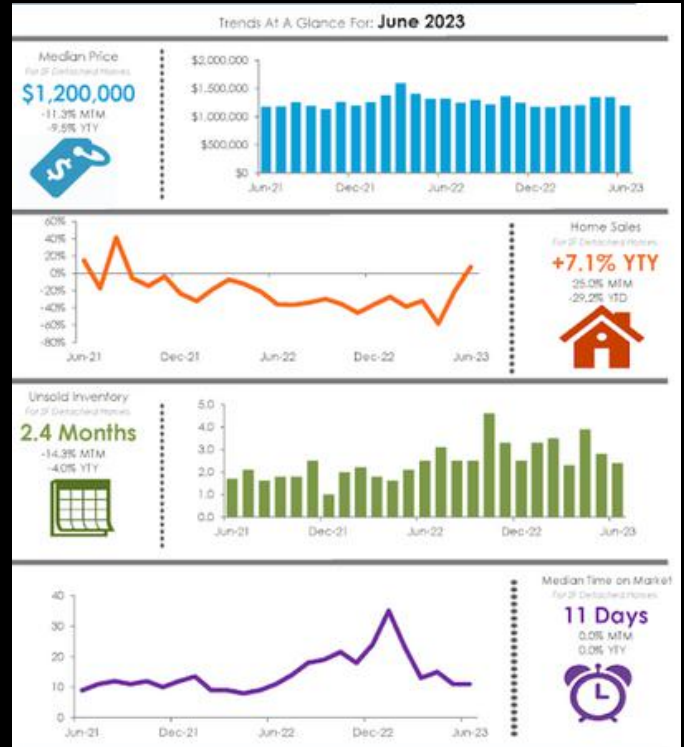 Trends At A Glance For: June 2023
Median Price
For SF Detached Homes
$1,200,000
-11.3% MTM
-9.5% YTY
$2,000,000
$1,500,000
$1,000,000
$500,000
$0
Jun-21 Dec-21 Jun-22 Dec-22 Jun-23
60%
40%
20%
0%
-20%
-40%
-60%
-80%
Jun-21 Dec-21 Jun-22 Dec-22 Jun-23
Home Sales
For SF Detached Homes
+7.1% YTY
25.0% MTM
-29.2% YTD
Unsold Inventory
For SF Detached Homes
2.4 Months
-14.3% MTM
-4.0% YTY
5.0
4.0
3.0
2.0
1.0
0.0
Jun-21 Dec-21 Jun-22 Dec-22 Jun-23
40
30
20
10
0
Jun-21 Dec-21 Jun-22 Dec-22 Jun-23
Median Time on Market
For SF Detached Homes
11 Days
0.0% MTM
0.0% YTY